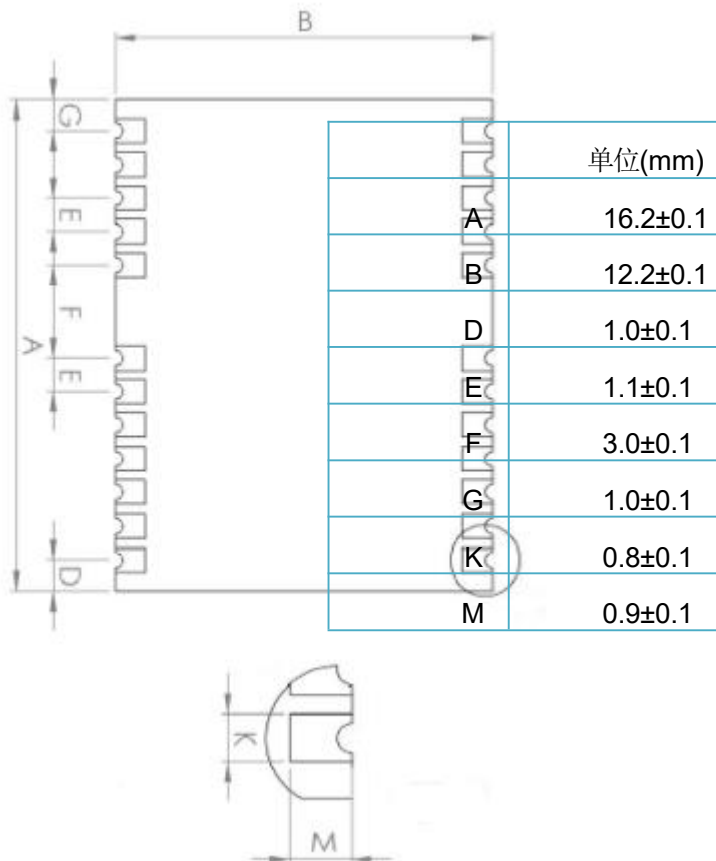 B
G
E
F
A
E
D
单位(mm)
A 16.2±0.1
B 12.2±0.1
D 1.0±0.1
E 1.1±0.1
F 3.0±0.1
G 1.0±0.1
K 0.8±0.1
M 0.9±0.1
K
M